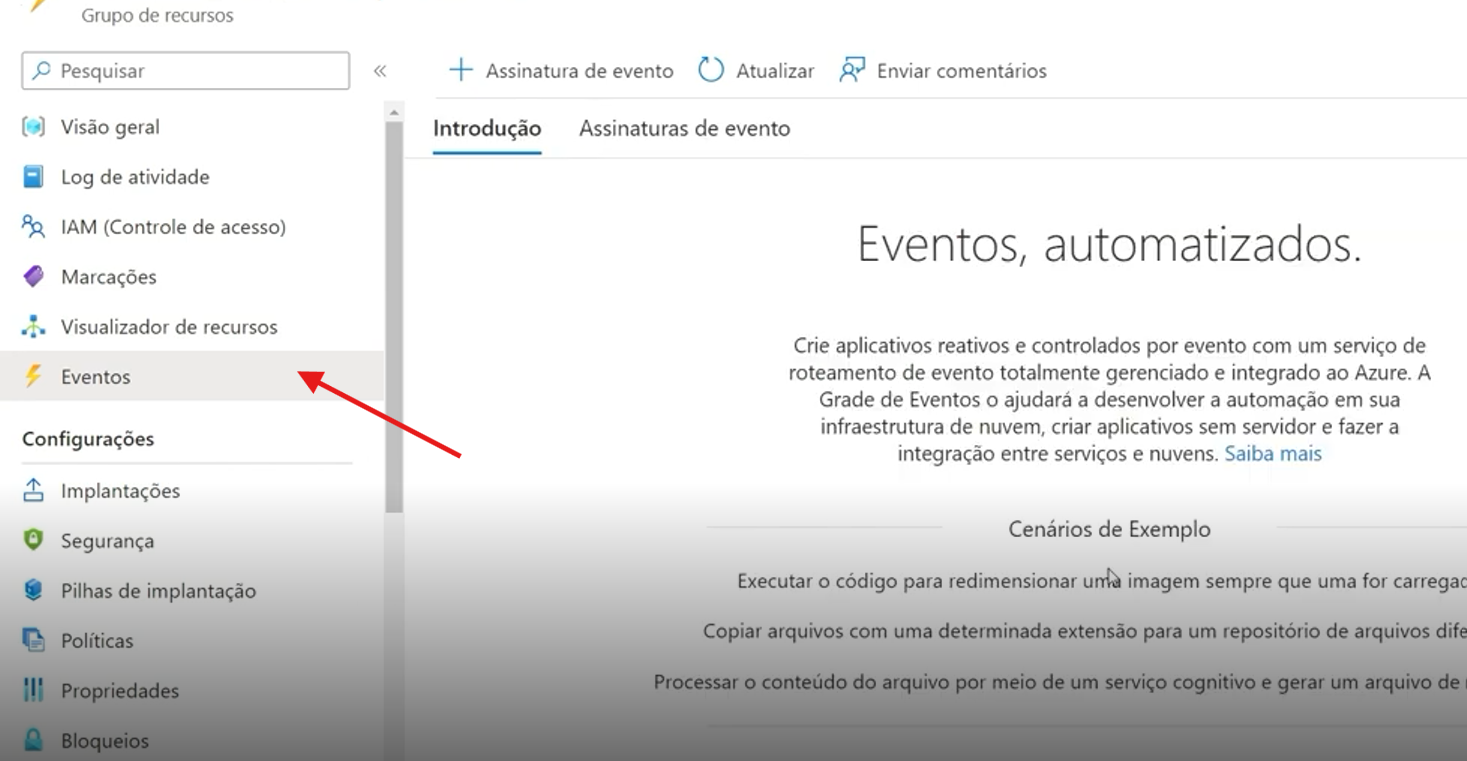 Grupo de recursos
Pesquisar
Visão geral
Log de atividade
IAM (Controle de acesso)
Marcações
Visualizador de recursos
Eventos
Configurações
Implantações
Segurança
Pilhas de implantação
Políticas
Propriedades
Bloqueios
Assinatura de evento
Atualizar
Enviar comentários
Introdução
Assinaturas de evento
Eventos, automatizados.
Crie aplicativos reativos e controlados por evento com um serviço de
roteamento de evento totalmente gerenciado e integrado ao Azure. A
Grade de Eventos o ajudará a desenvolver a automação em sua
infraestrutura de nuvem, criar aplicativos sem servidor e fazer a
integração entre serviços e nuvens. Saiba mais
Cenários de Exemplo
Executar o código para redimensionar uma imagem sempre que uma for
Copiar arquivos com uma determinada extensão para um repositório de arquivos
Processar o conteúdo do arquivo por meio de um serviço cognitivo e gerar um arquivo de